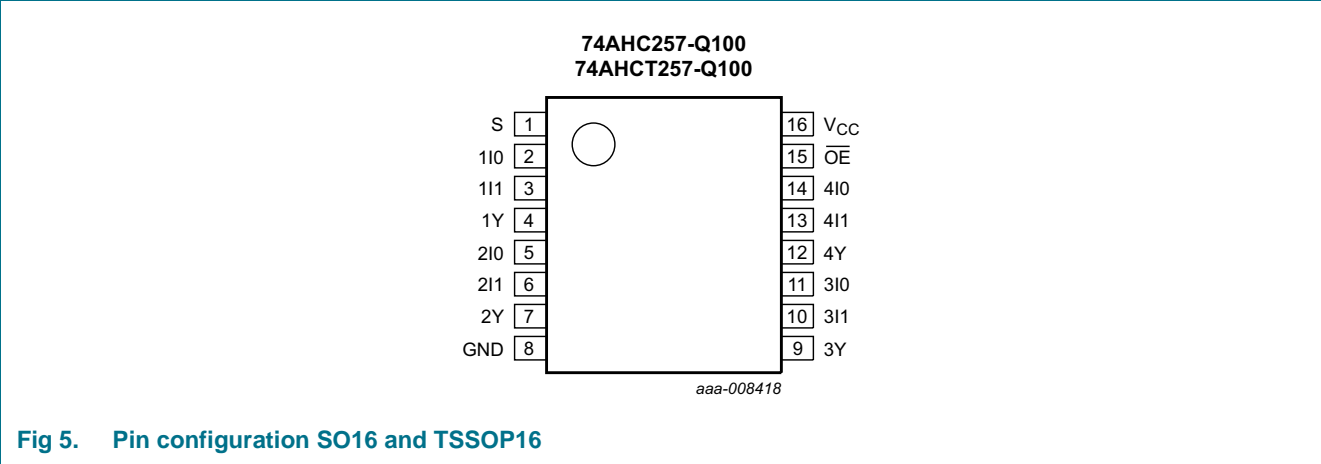 74AHC257-Q100
74AHCT257-Q100
S 1 16 VCC
1I0 2 15 OE
1I1 3 14 4I0
1Y 4 13 4I1
2I0 5 12 4Y
2I1 6 11 3I0
2Y 7 10 3I1
GND 8 9 3Y
aaa-008418
Fig 5. Pin configuration SO16 and TSSOP16